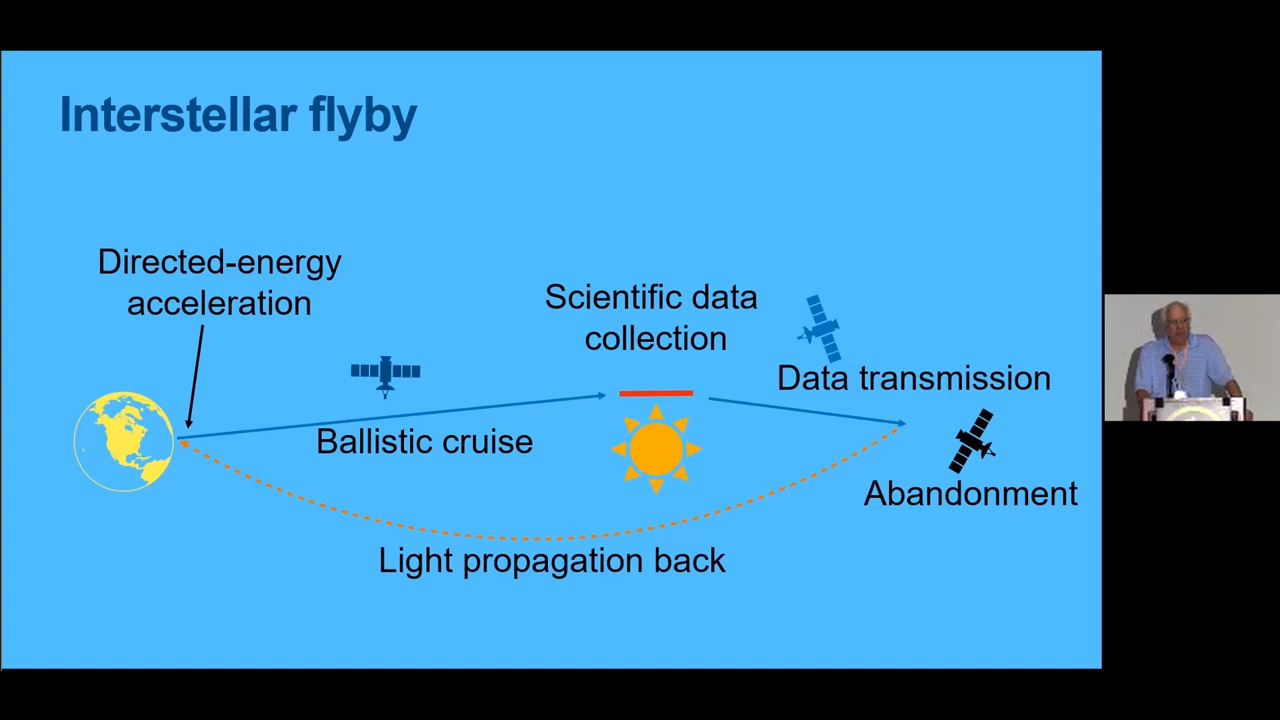 Interstellar flyby
Directed-energy
acceleration
Scientific data
collection
Data transmission
Ballistic cruise
Abandonment
Light propagation back